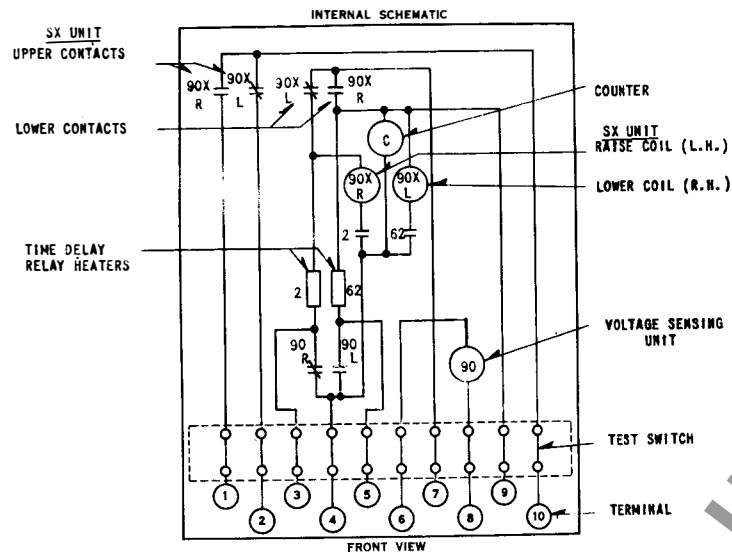 INTERNAL SCHEMATIC
SX UNIT
UPPER CONTACTS
90X
R
90X
L
90X
L
90X
R
LOWER CONTACTS
COUNTER
C
SX UNIT
RAISE COIL (L.H.)
90X
R
90X
L
LOWER COIL (R.H.)
2
62
TIME DELAY
RELAY HEATERS
2
62
90
R
90
L
VOLTAGE SENSING
UNIT
90
TEST SWITCH
1
2
3
4
5
6
7
8
9
10
TERMINAL
FRONT VIEW